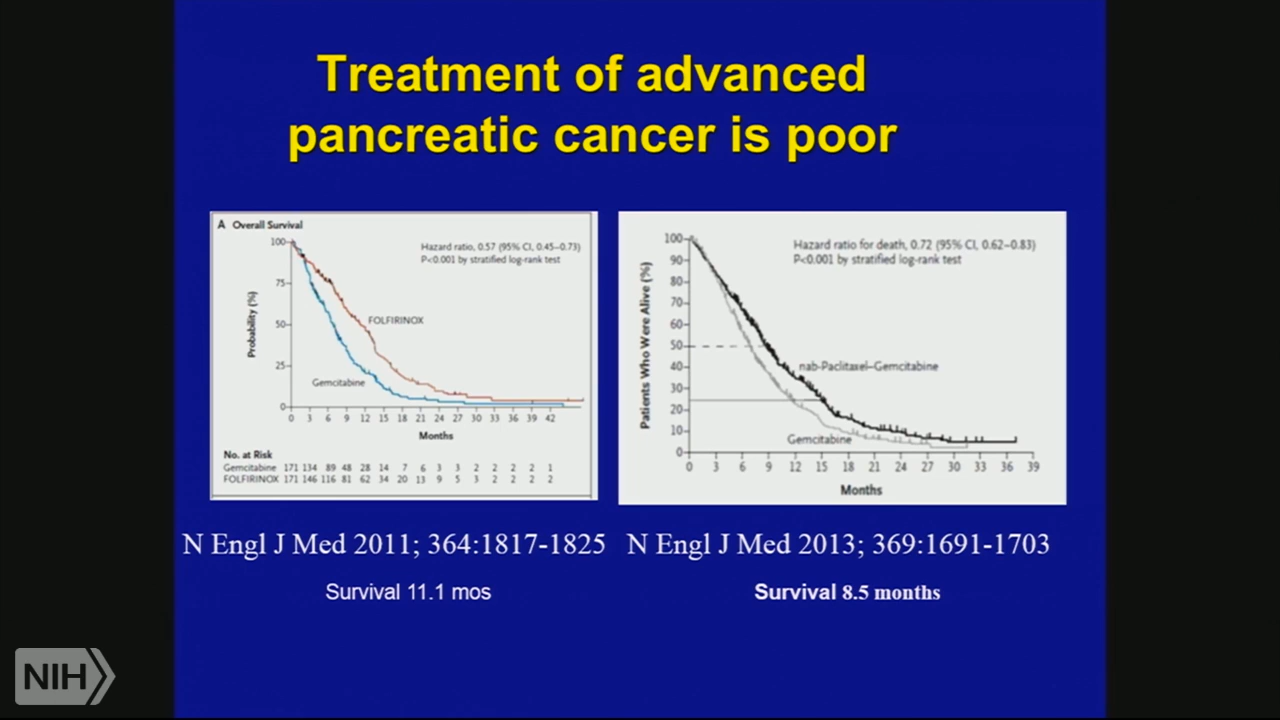 Treatment of advanced
pancreatic cancer is poor
A Overall Survival
Hazard ratio, 0.57 (95% CI, 0.45–0.73)
P<0.001 by stratified log-rank test
100
75
50
25
0
Probability (%)
FOLFIRINOX
Gemcitabine
0 3 6 9 12 15 18 21 24 27 30 33 36 39 42
Months
No. at Risk
Gemcitabine 171 134 89 48 28 14 7 6 3 3 2 2 2 2 1
FOLFIRINOX 171 146 116 81 62 34 20 13 9 5 3 2 2 2 2
Hazard ratio for death, 0.72 (95% CI, 0.62–0.83)
P<0.001 by stratified log-rank test
100
90
80
70
60
50
40
30
20
10
0
Patients Who Were Alive (%)
nab-Paclitaxel–Gemcitabine
Gemcitabine
0 3 6 9 12 15 18 21 24 27 30 33 36 39
Months
N Engl J Med 2011; 364:1817-1825
N Engl J Med 2013; 369:1691-1703
Survival 11.1 mos
Survival 8.5 months
NIH